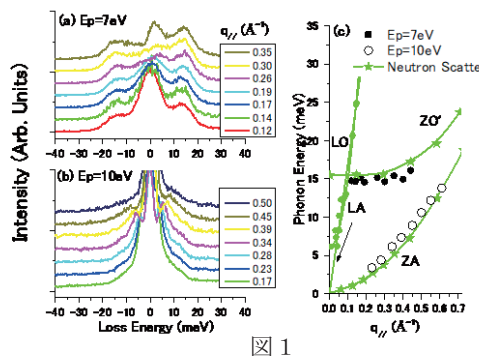 (a) Ep=7eV
q// (Å⁻¹)
0.35
0.30
0.26
0.19
0.17
0.14
0.12
-40 -30 -20 -10 0 10 20 30 40
(b) Ep=10eV
0.50
0.45
0.39
0.34
0.28
0.23
0.17
-40 -30 -20 -10 0 10 20 30 40
Loss Energy (meV)
Intensity (Arb. Units)
(c)
Ep=7eV
Ep=10eV
Neutron Scatte
Phonon Energy (meV)
30
25
20
15
10
5
0
LO
ZO'
LA
ZA
0.0 0.1 0.2 0.3 0.4 0.5 0.6 0.7
q// (Å⁻¹)
図 1